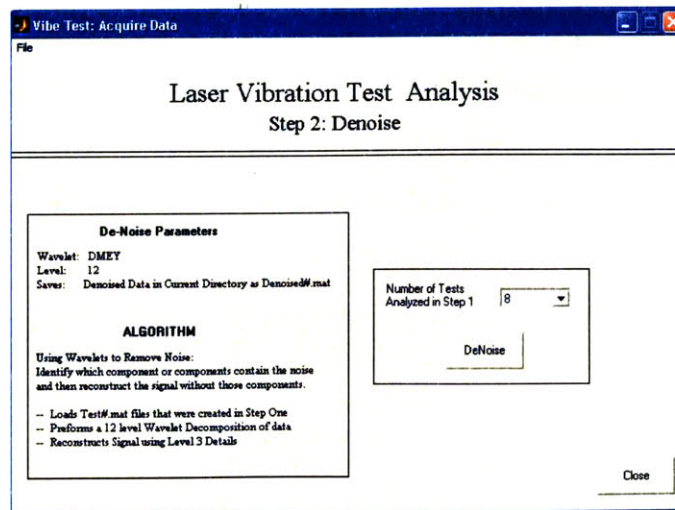 Vibe Test: Acquire Data
File
Laser Vibration Test Analysis
Step 2: Denoise
De-Noise Parameters
Wavelet: DMEY
Level: 12
Saves: Denoised Data in Current Directory as Denoised#.mat
ALGORITHM
Using Wavelets to Remove Noise:
Identify which component or components contain the noise
and then reconstruct the signal without those components.
-- Loads Test#.mat files that were created in Step One
-- Preforms a 12 level Wavelet Decomposition of data
-- Reconstructs Signal using Level 3 Details
Number of Tests
Analyzed in Step 1
8
DeNoise
Close